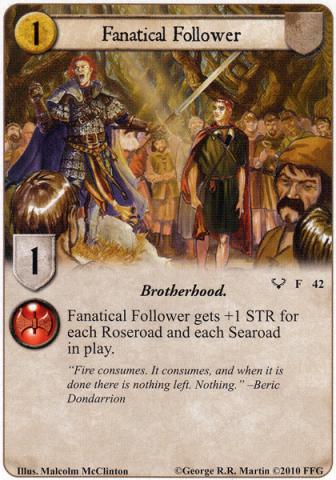 1
Fanatical Follower
1
Brotherhood.
F 42
Fanatical Follower gets +1 STR for
each Roseroad and each Searoad
in play.
"Fire consumes. It consumes, and when it is
done there is nothing left. Nothing." –Beric
Dondarrion
Illus. Malcolm McClinton
©George R.R. Martin ©2010 FFG